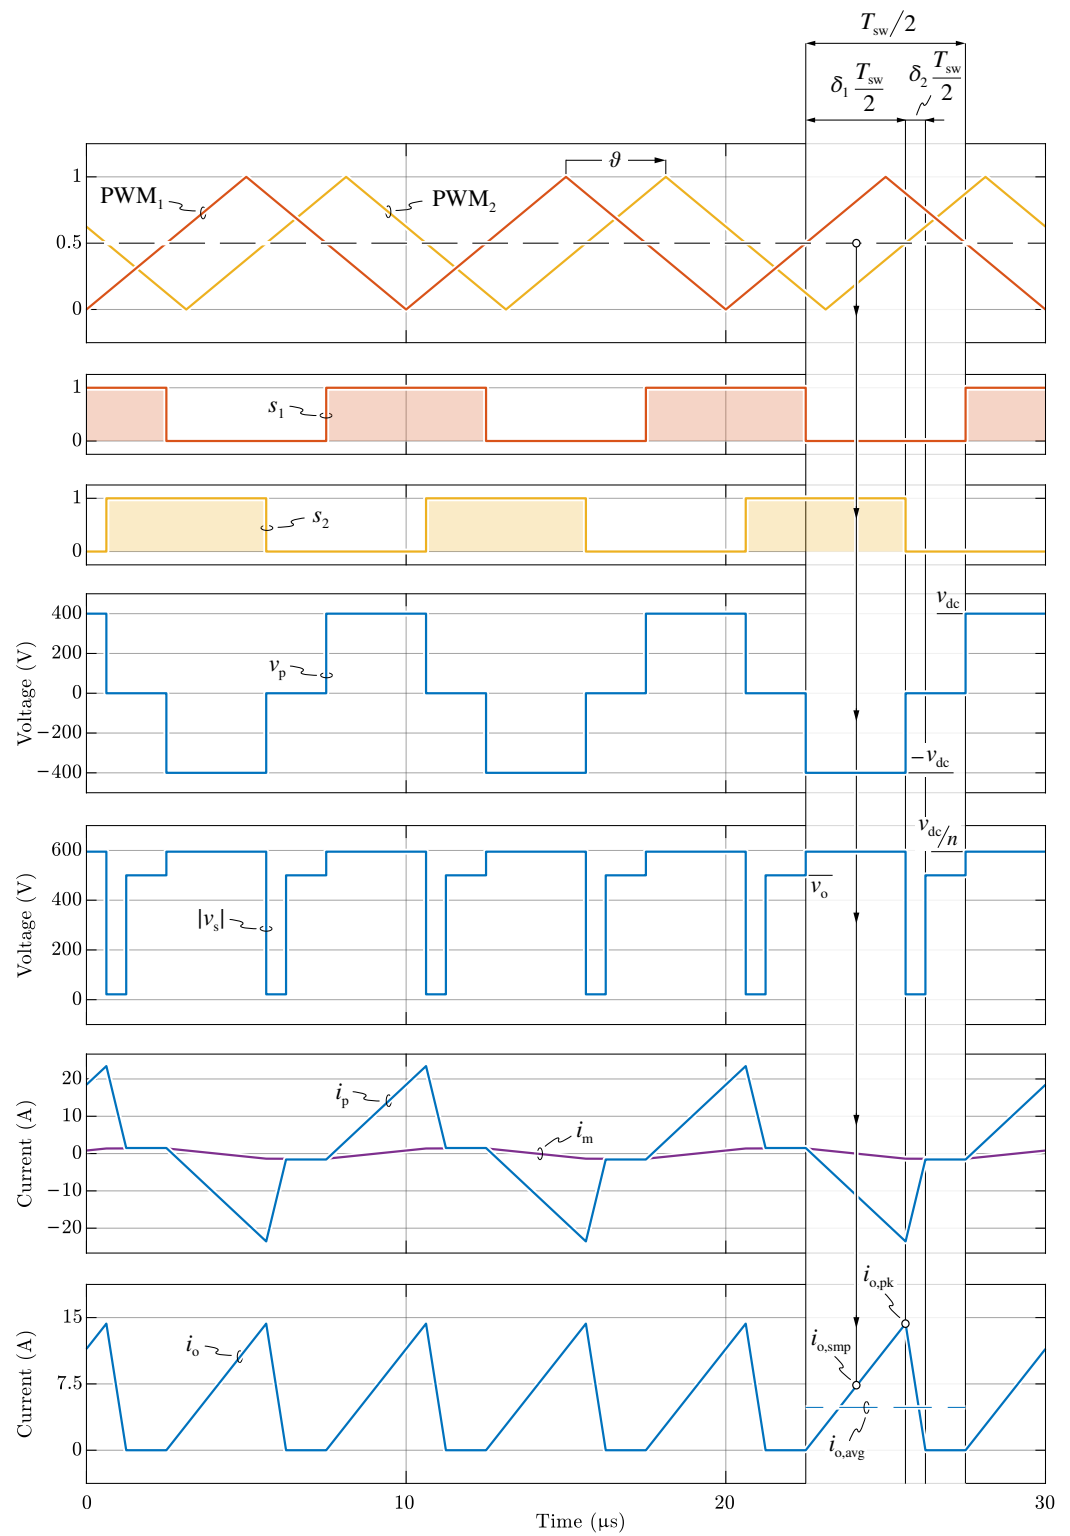 Tsw/2
δ1 Tsw/2
δ2 Tsw/2
ϑ
1
PWM1
PWM2
0.5
0
1
s1
0
1
s2
0
Voltage (V)
400
200
0
−200
−400
vp
vdc
−vdc
Voltage (V)
600
400
200
0
|vs|
vdc/n
vo
Current (A)
20
10
0
−10
−20
ip
im
Current (A)
15
7.5
0
io
io,pk
io,smp
io,avg
0
10
20
30
Time (μs)